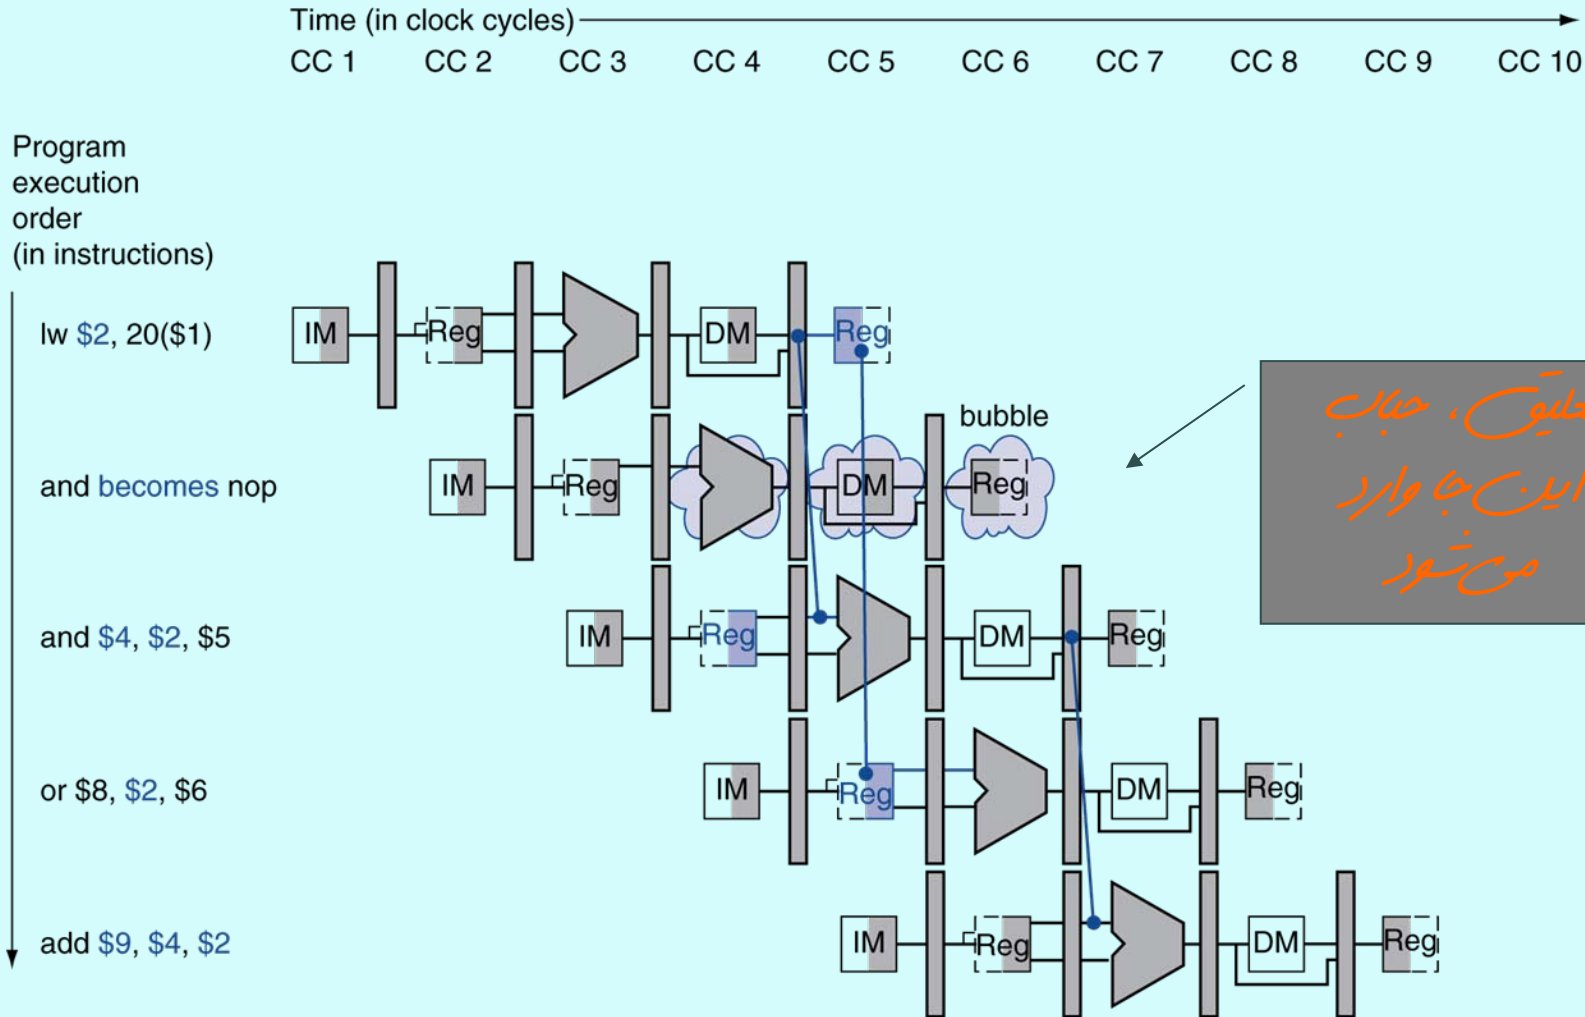 Time (in clock cycles)
CC 1 CC 2 CC 3 CC 4 CC 5 CC 6 CC 7 CC 8 CC 9 CC 10
Program
execution
order
(in instructions)
lw $2, 20($1) IM Reg DM Reg
bubble
and becomes nop IM Reg DM Reg
and $4, $2, $5 IM Reg DM Reg
or $8, $2, $6 IM Reg DM Reg
add $9, $4, $2 IM Reg DM Reg
حباب
این جا وارد
می‌شود